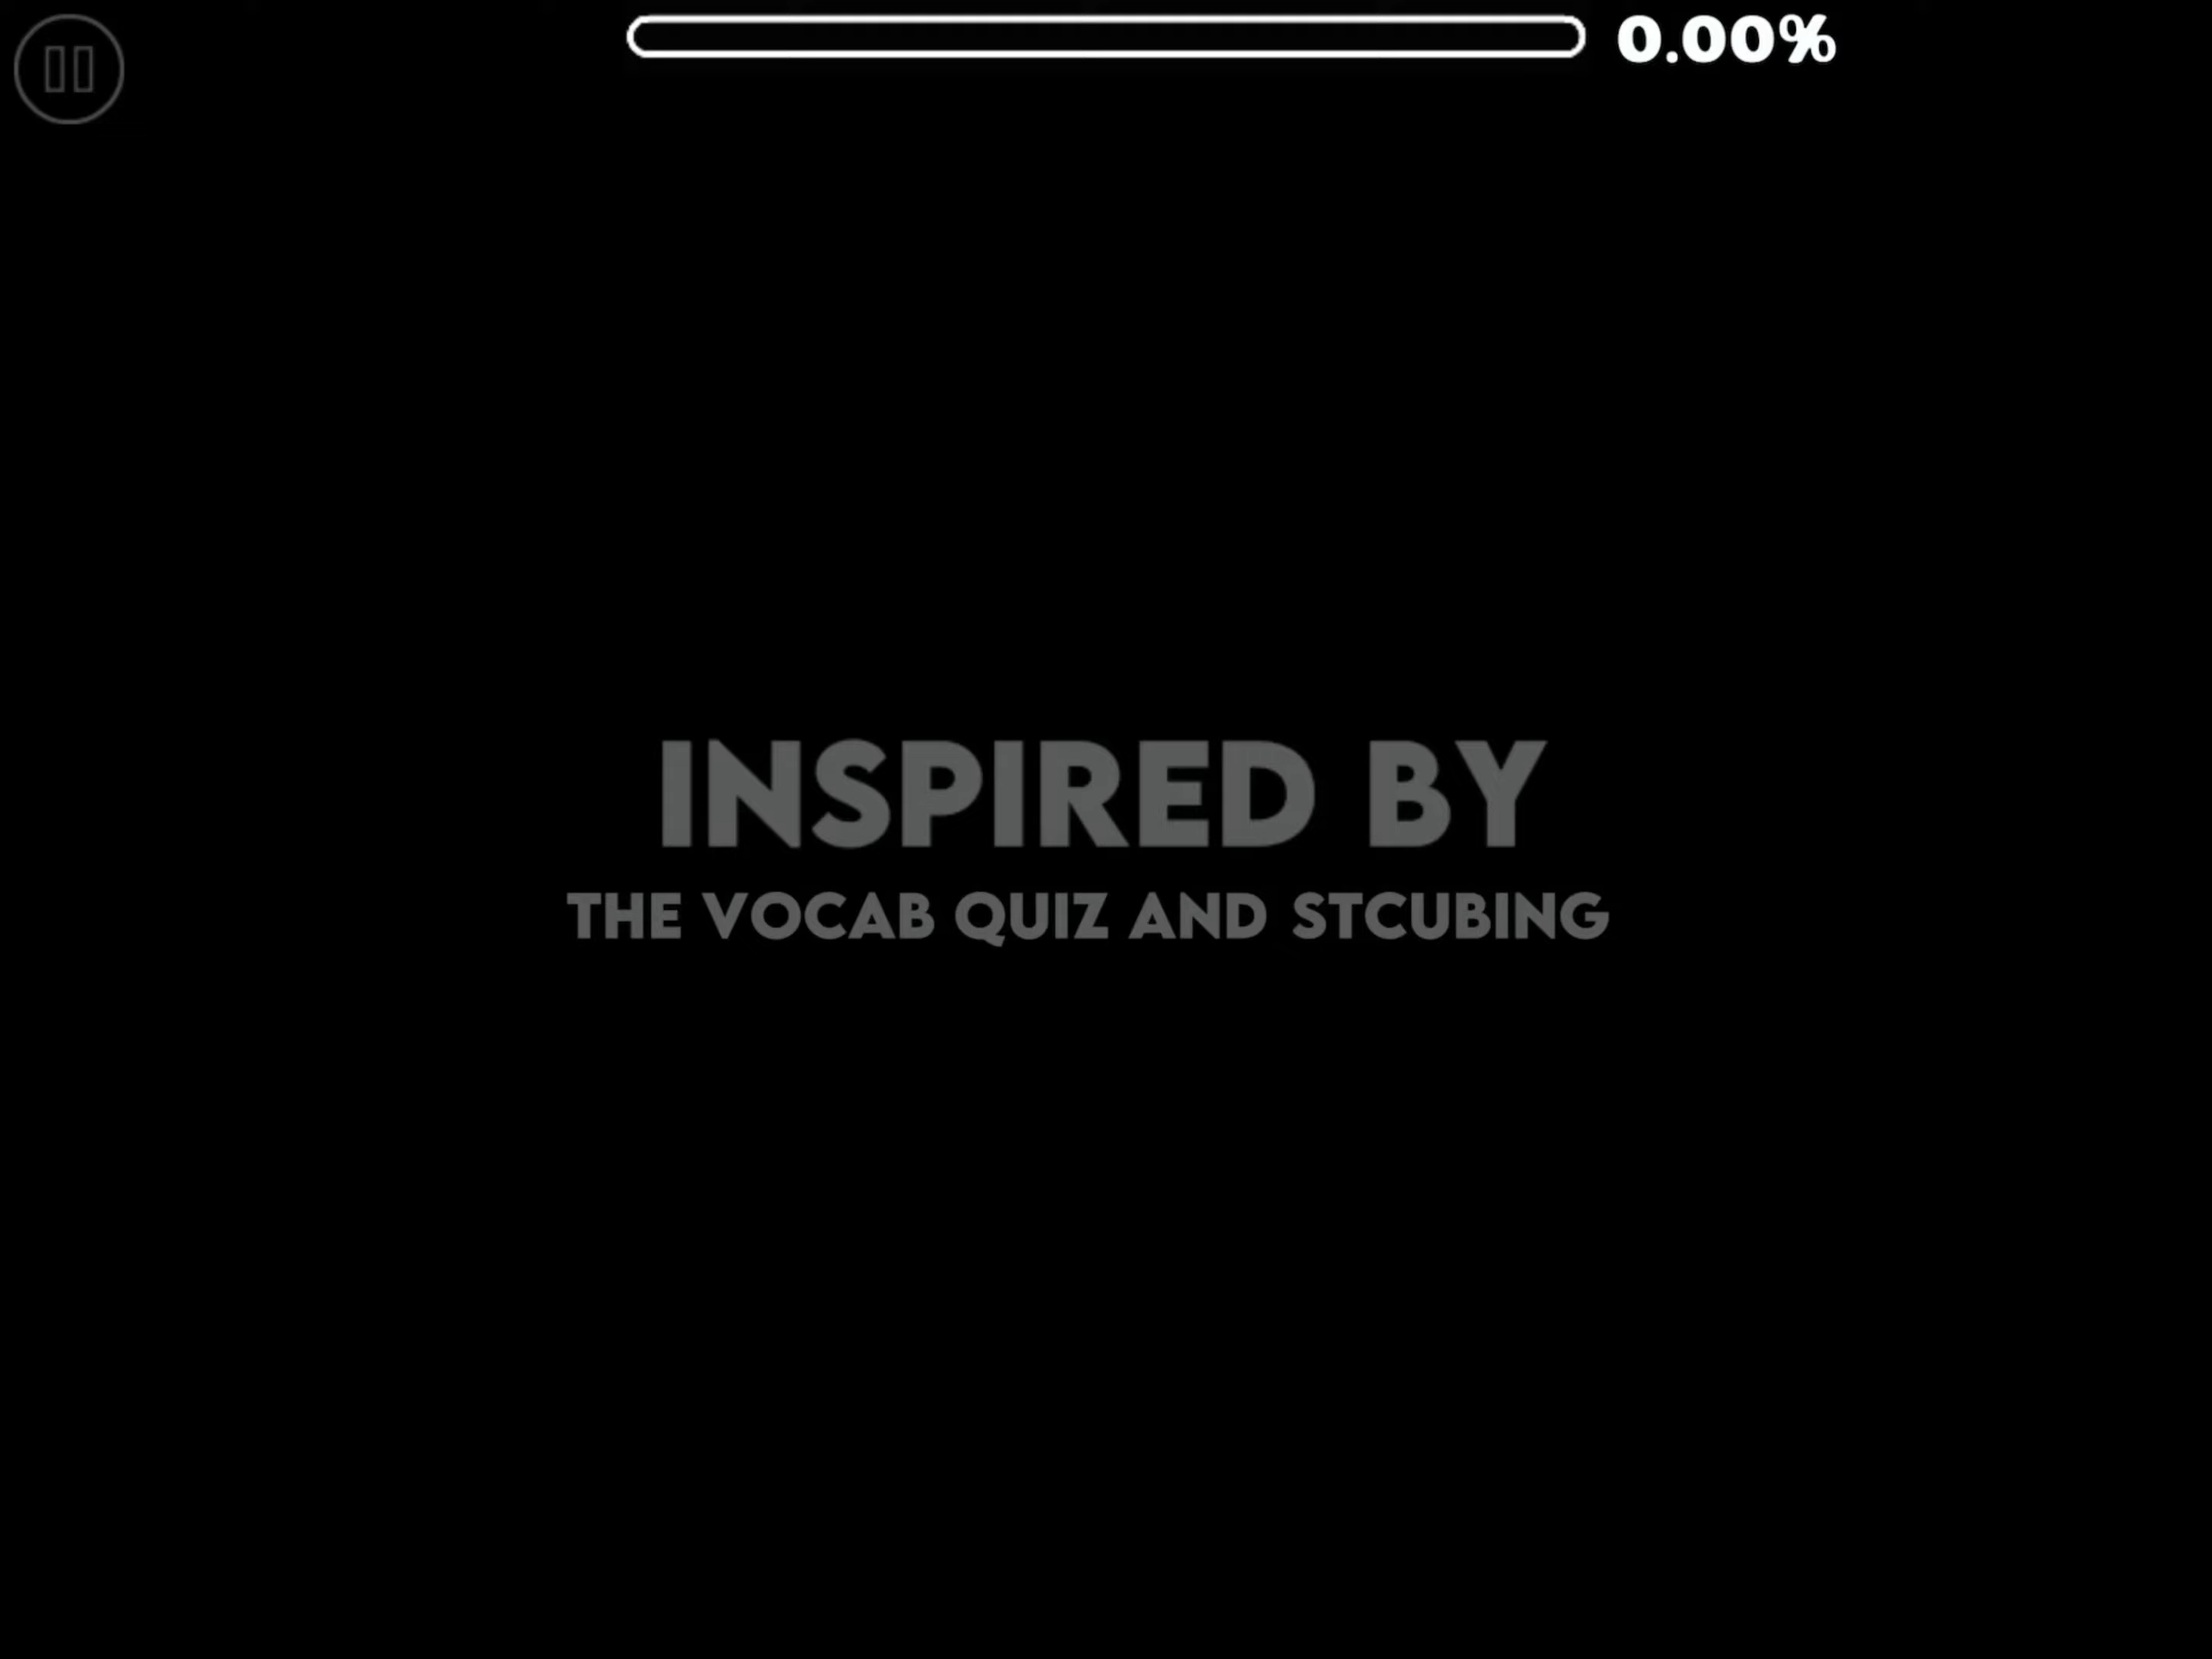 0.00%
INSPIRED BY
THE VOCAB QUIZ AND STCUBING